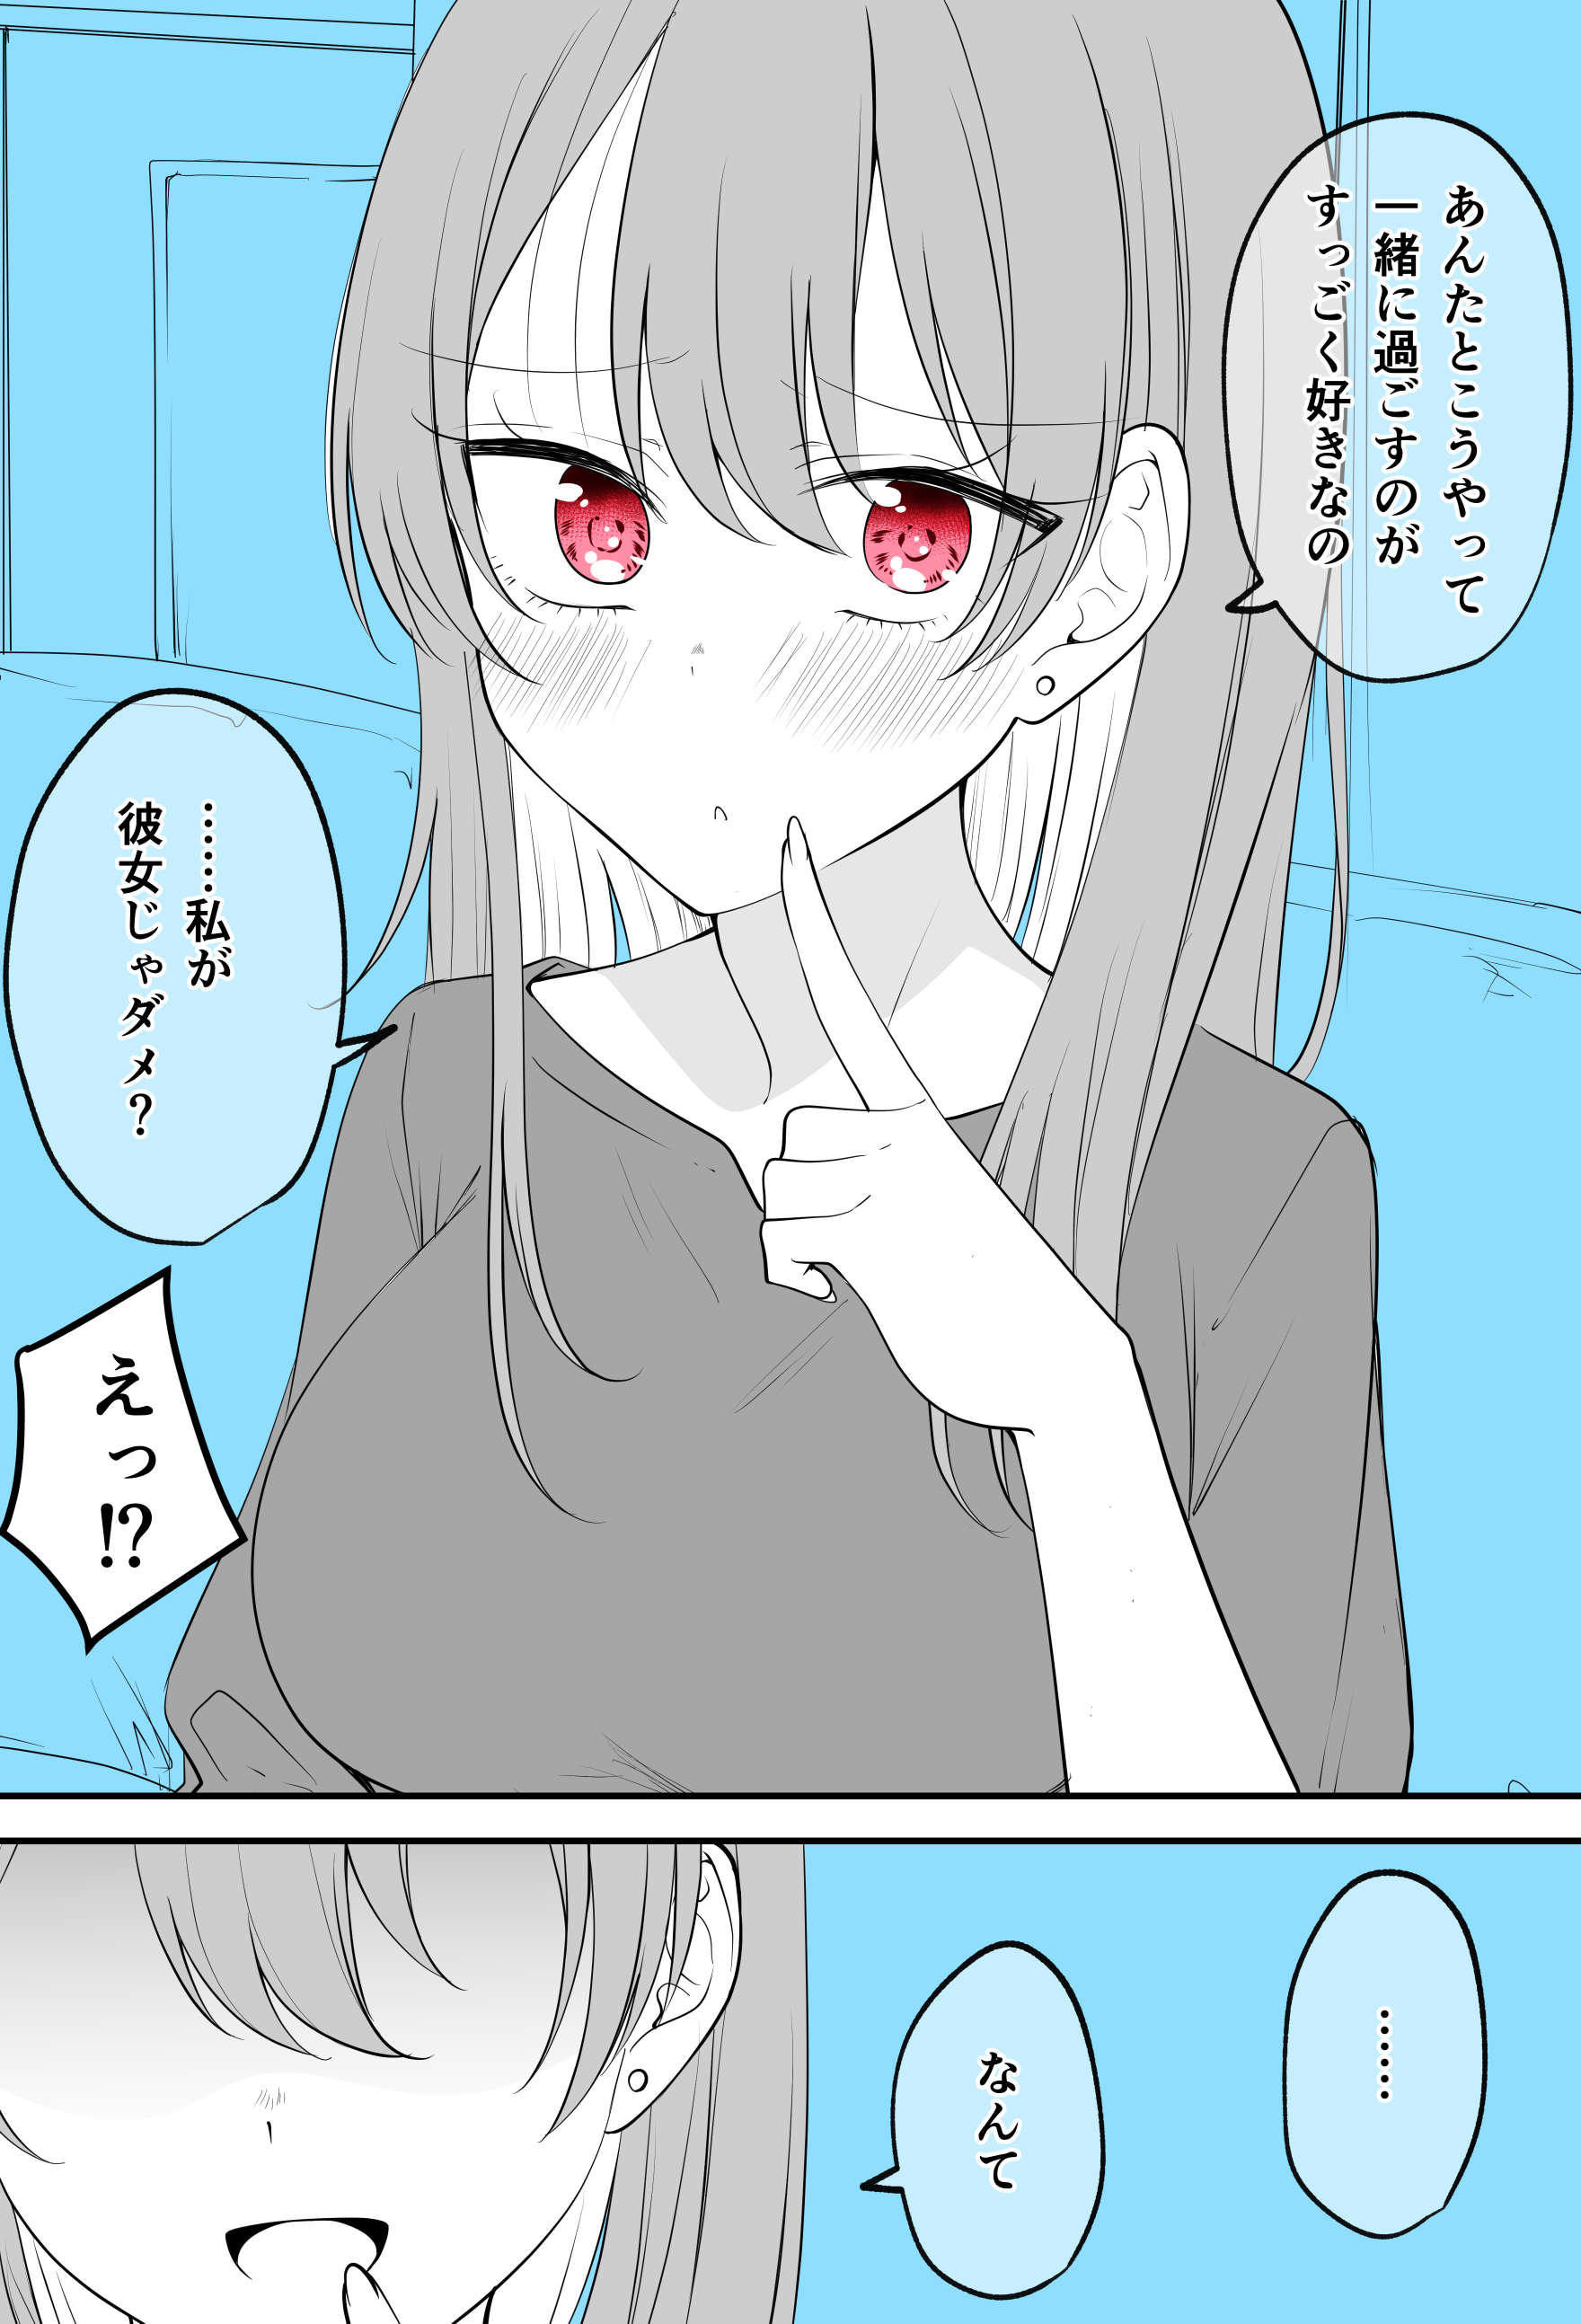 あんたとこうやって
一緒に過ごすのが
すっごく好きなの
……私が
彼女じゃダメ？
えっ!?
……
なんて